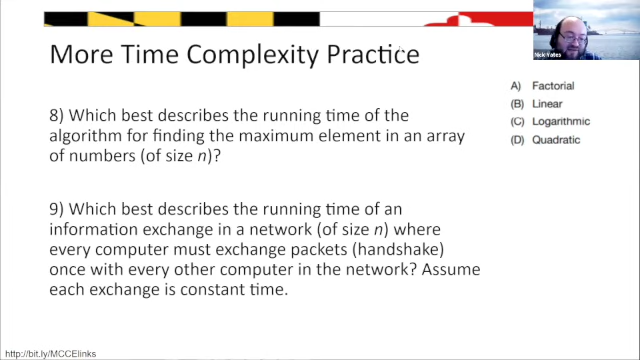 More Time Complexity Practice
Nick Yates
A) Factorial
(B) Linear
(C) Logarithmic
(D) Quadratic
8) Which best describes the running time of the
algorithm for finding the maximum element in an array
of numbers (of size n)?
9) Which best describes the running time of an
information exchange in a network (of size n) where
every computer must exchange packets (handshake)
once with every other computer in the network? Assume
each exchange is constant time.
http://bit.ly/MCCElinks